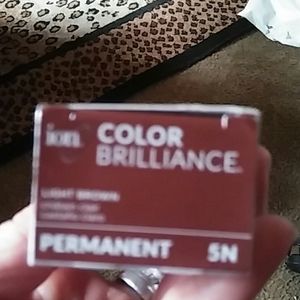 ion
COLOR
BRILLIANCE
LIGHT BROWN
PERMANENT 5N